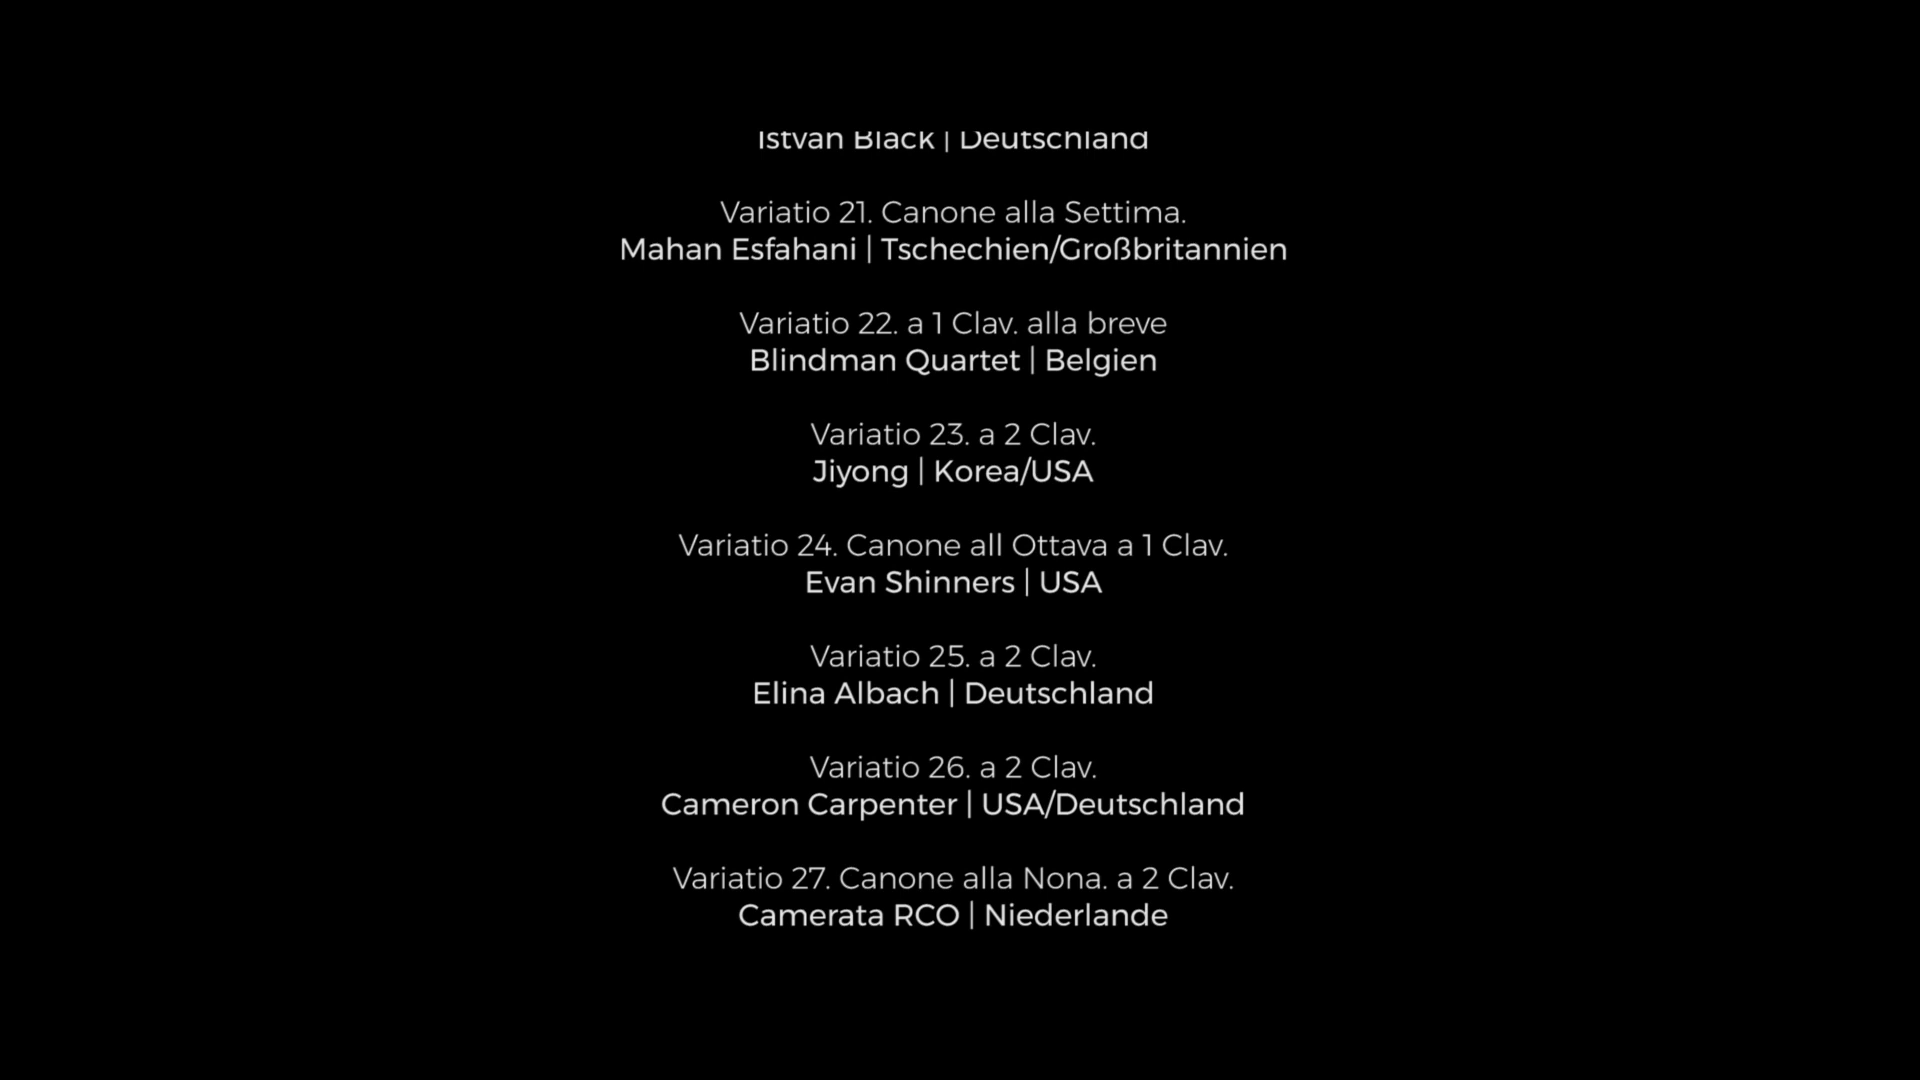 Istvan Black | Deutschland
Variatio 21. Canone alla Settima.
Mahan Esfahani | Tschechien/Großbritannien
Variatio 22. a 1 Clav. alla breve
Blindman Quartet | Belgien
Variatio 23. a 2 Clav.
Jiyong | Korea/USA
Variatio 24. Canone all Ottava a 1 Clav.
Evan Shinners | USA
Variatio 25. a 2 Clav.
Elina Albach | Deutschland
Variatio 26. a 2 Clav.
Cameron Carpenter | USA/Deutschland
Variatio 27. Canone alla Nona. a 2 Clav.
Camerata RCO | Niederlande